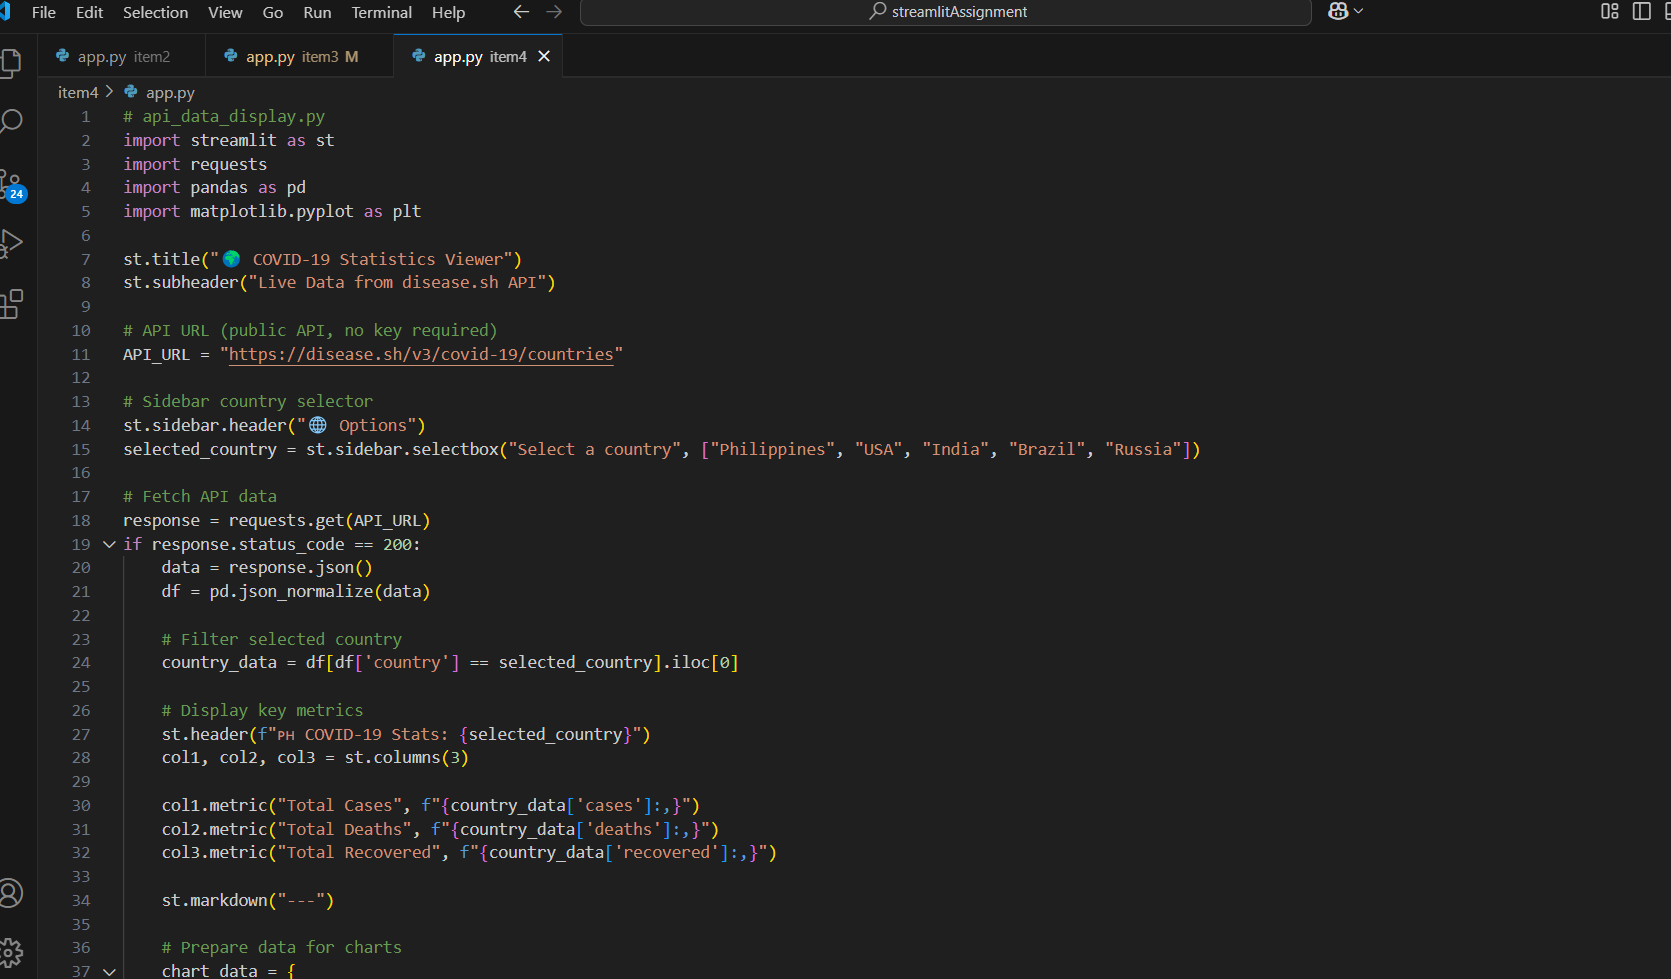 File Edit Selection View Go Run Terminal Help
streamlitAssignment
app.py item2
app.py item3 M
app.py item4
item4 > app.py
24
1 # api_data_display.py
2 import streamlit as st
3 import requests
4 import pandas as pd
5 import matplotlib.pyplot as plt
6
7 st.title("🌍 COVID-19 Statistics Viewer")
8 st.subheader("Live Data from disease.sh API")
9
10 # API URL (public API, no key required)
11 API_URL = "https://disease.sh/v3/covid-19/countries"
12
13 # Sidebar country selector
14 st.sidebar.header("🌐 Options")
15 selected_country = st.sidebar.selectbox("Select a country", ["Philippines", "USA", "India", "Brazil", "Russia"])
16
17 # Fetch API data
18 response = requests.get(API_URL)
19 if response.status_code == 200:
20     data = response.json()
21     df = pd.json_normalize(data)
22
23     # Filter selected country
24     country_data = df[df['country'] == selected_country].iloc[0]
25
26     # Display key metrics
27     st.header(f"🇵🇭 COVID-19 Stats: {selected_country}")
28     col1, col2, col3 = st.columns(3)
29
30     col1.metric("Total Cases", f"{country_data['cases']:,}")
31     col2.metric("Total Deaths", f"{country_data['deaths']:,}")
32     col3.metric("Total Recovered", f"{country_data['recovered']:,}")
33
34     st.markdown("---")
35
36     # Prepare data for charts
37     chart_data = {